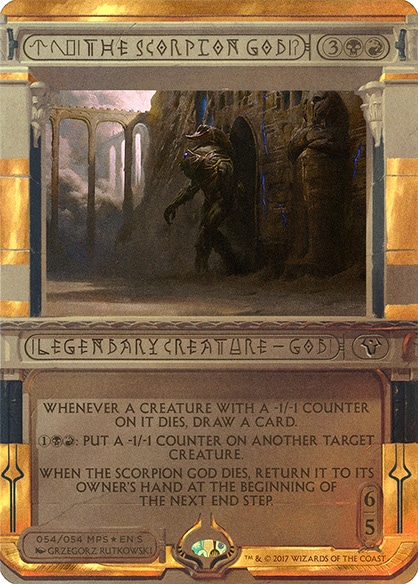 THE SCORPION GOD
3
LEGENDARY CREATURE – GOD
WHENEVER A CREATURE WITH A -1/-1 COUNTER
ON IT DIES, DRAW A CARD.
1: PUT A -1/-1 COUNTER ON ANOTHER TARGET
CREATURE.
WHEN THE SCORPION GOD DIES, RETURN IT TO ITS
OWNER'S HAND AT THE BEGINNING OF
THE NEXT END STEP.
6
5
054/054 MPS★EN S
GRZEGORZ RUTKOWSKI
™ & © 2017 WIZARDS OF THE COAST